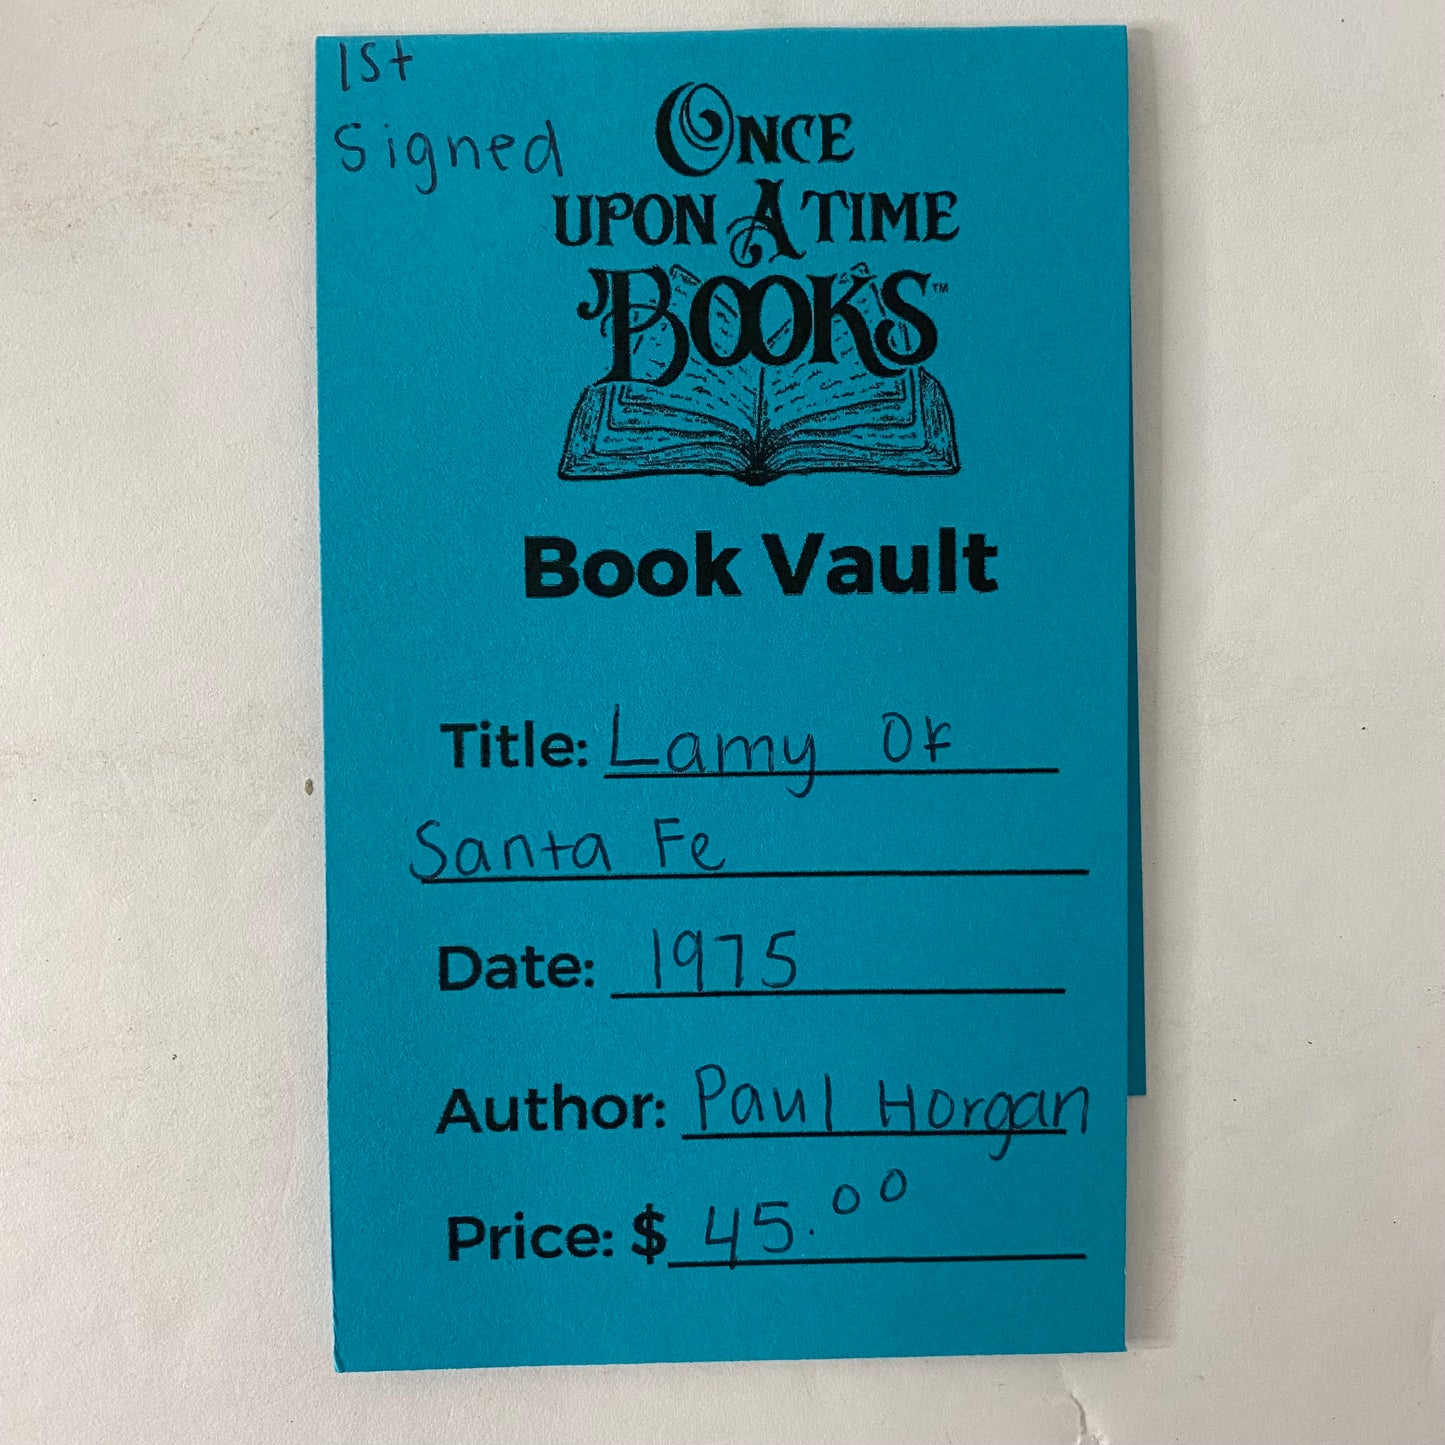 1st
Signed
ONCE
UPON A TIME
BOOKS™
Book Vault
Title: Lamy OF
Santa Fe
Date: 1975
Author: Paul Horgan
Price: $ 45.00